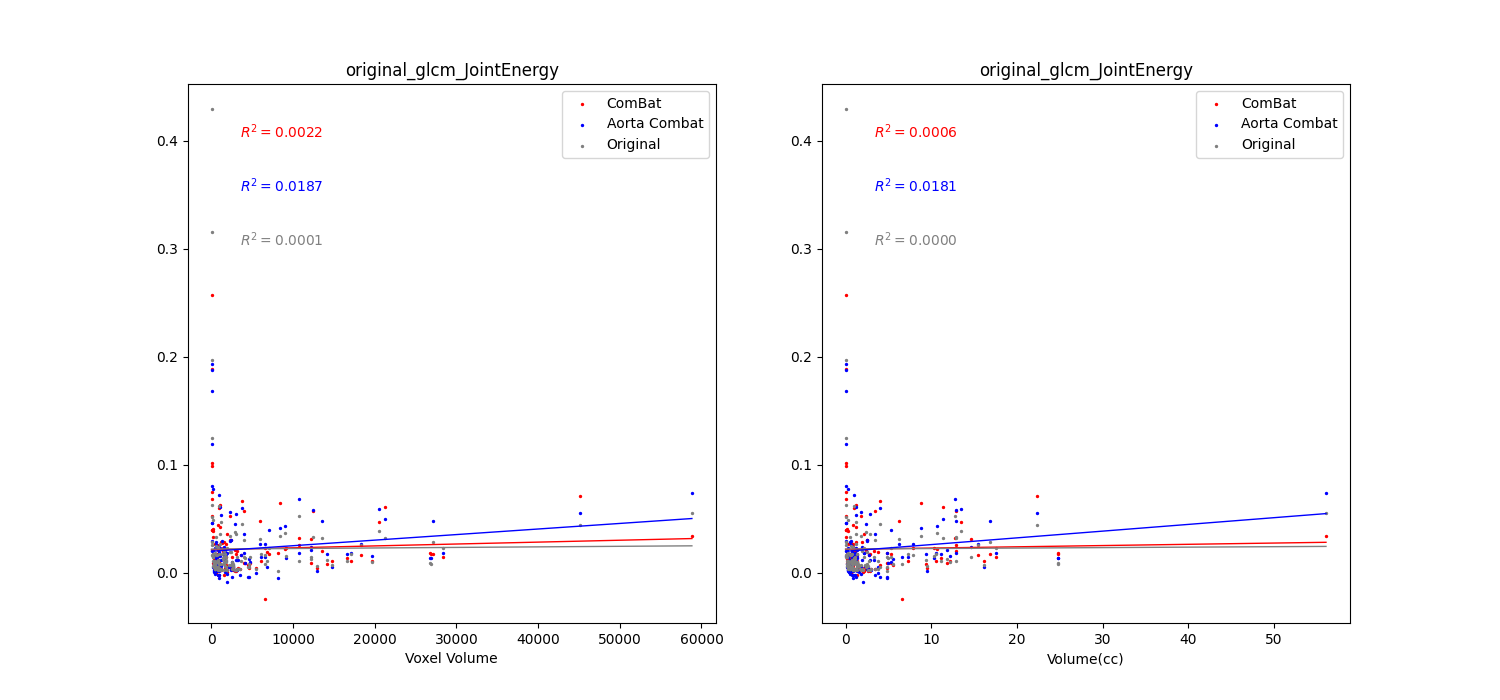 original_glcm_JointEnergy
ComBat
Aorta Combat
Original
R² = 0.0022
R² = 0.0187
R² = 0.0001
0.4
0.3
0.2
0.1
0.0
0 10000 20000 30000 40000 50000 60000
Voxel Volume
original_glcm_JointEnergy
ComBat
Aorta Combat
Original
R² = 0.0006
R² = 0.0181
R² = 0.0000
0.4
0.3
0.2
0.1
0.0
0 10 20 30 40 50
Volume(cc)